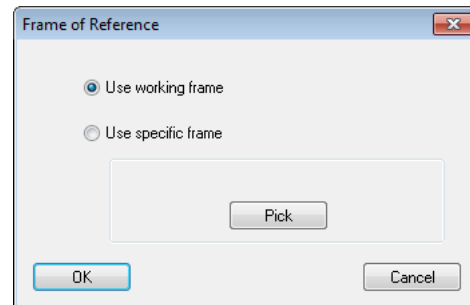 Frame of Reference
Use working frame
Use specific frame
Pick
OK
Cancel